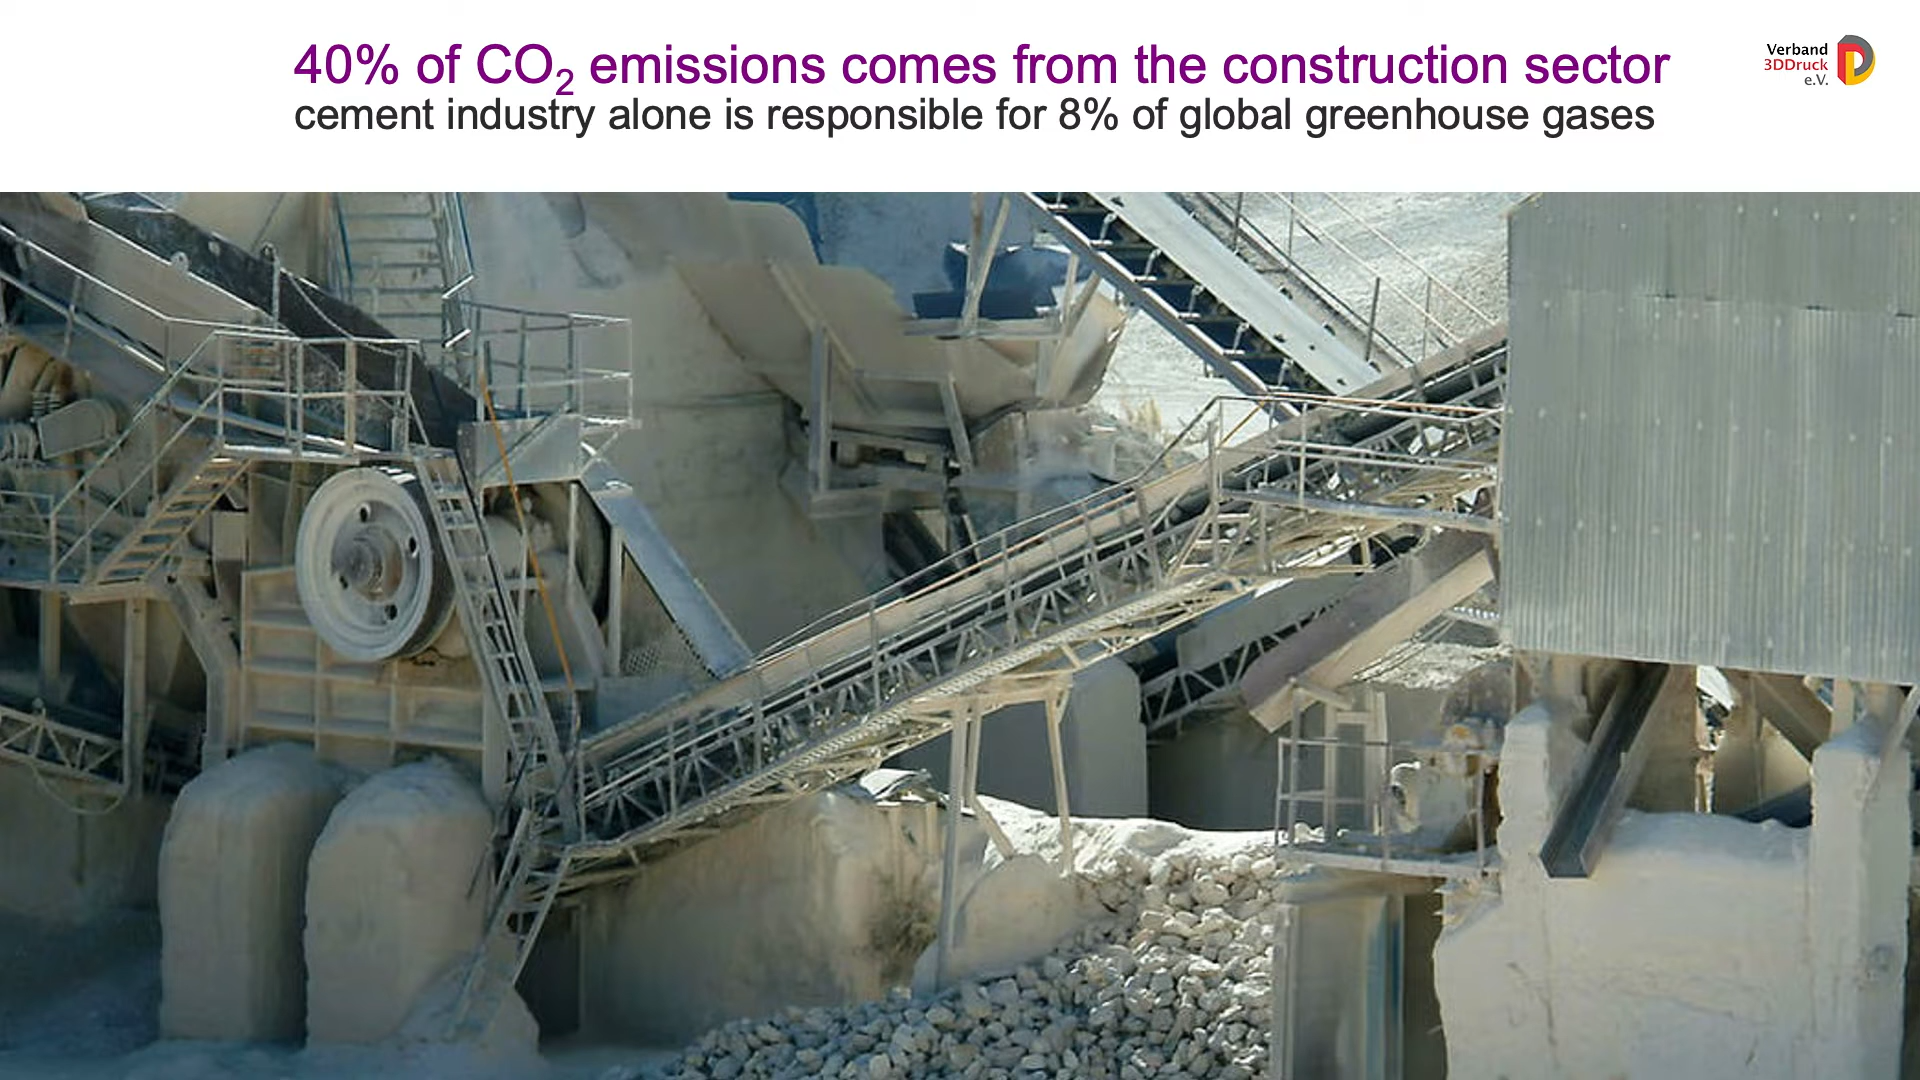 40% of CO₂ emissions comes from the construction sector
cement industry alone is responsible for 8% of global greenhouse gases
Verband
3DDruck
e.V.